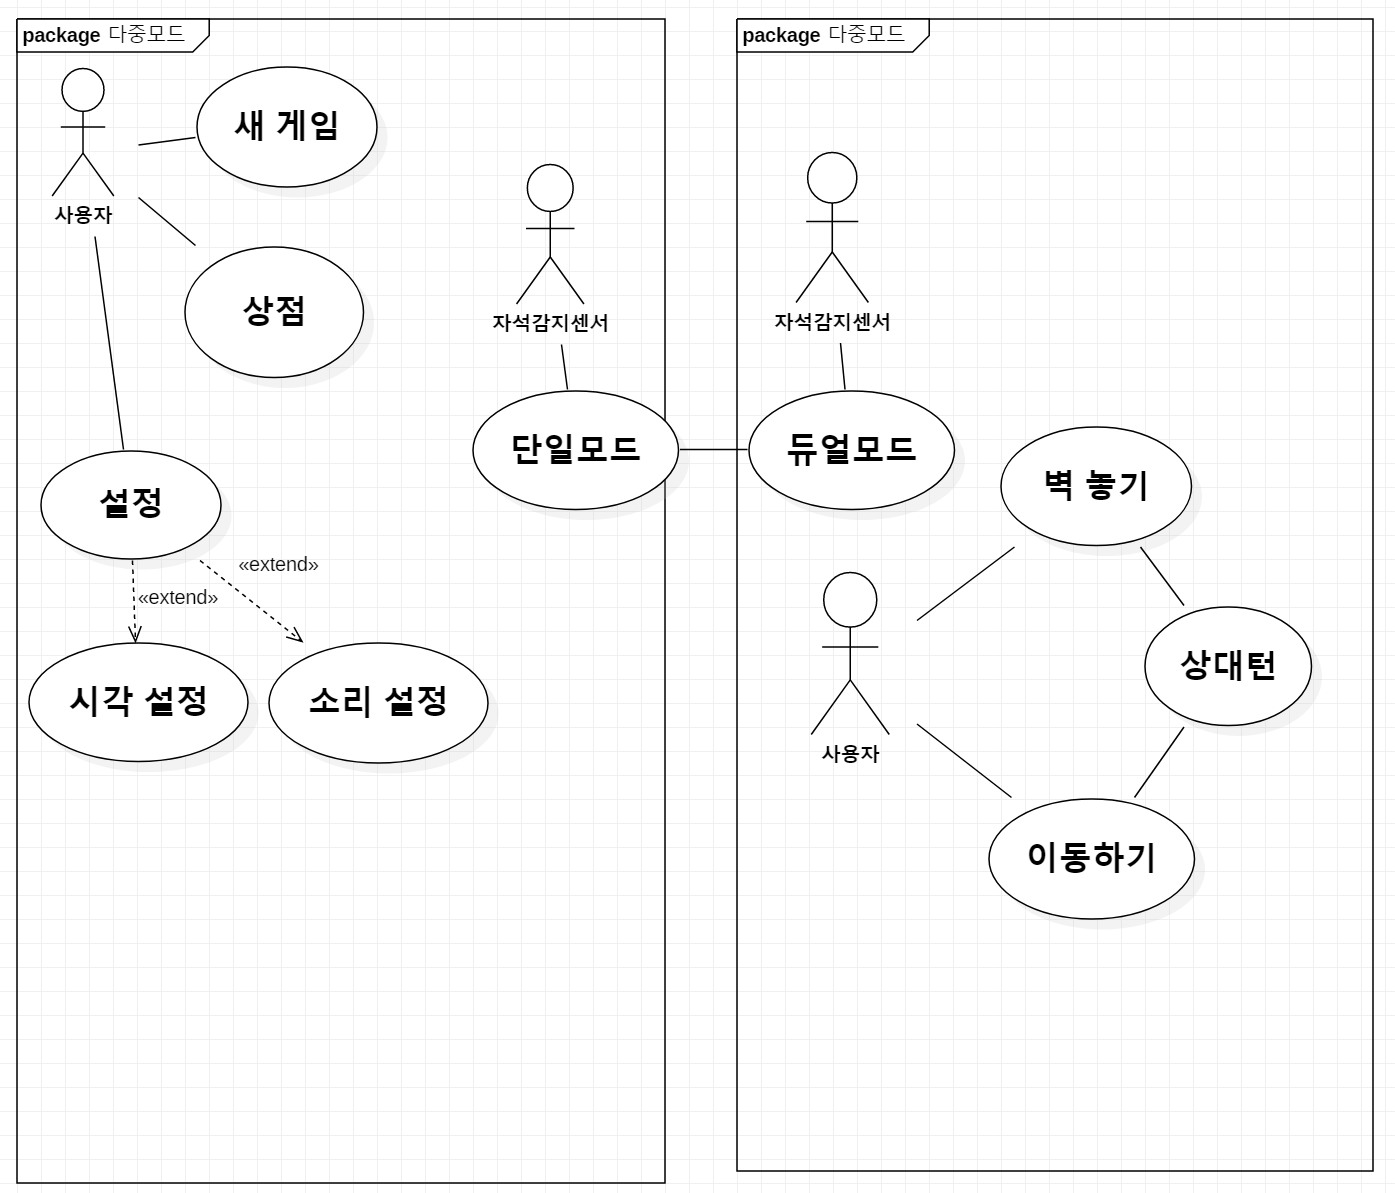 package 다중모드
새 게임
사용자
상점
자석감지센서
단일모드
설정
«extend»
«extend»
시각 설정
소리 설정
package 다중모드
자석감지센서
듀얼모드
벽 놓기
상대턴
사용자
이동하기